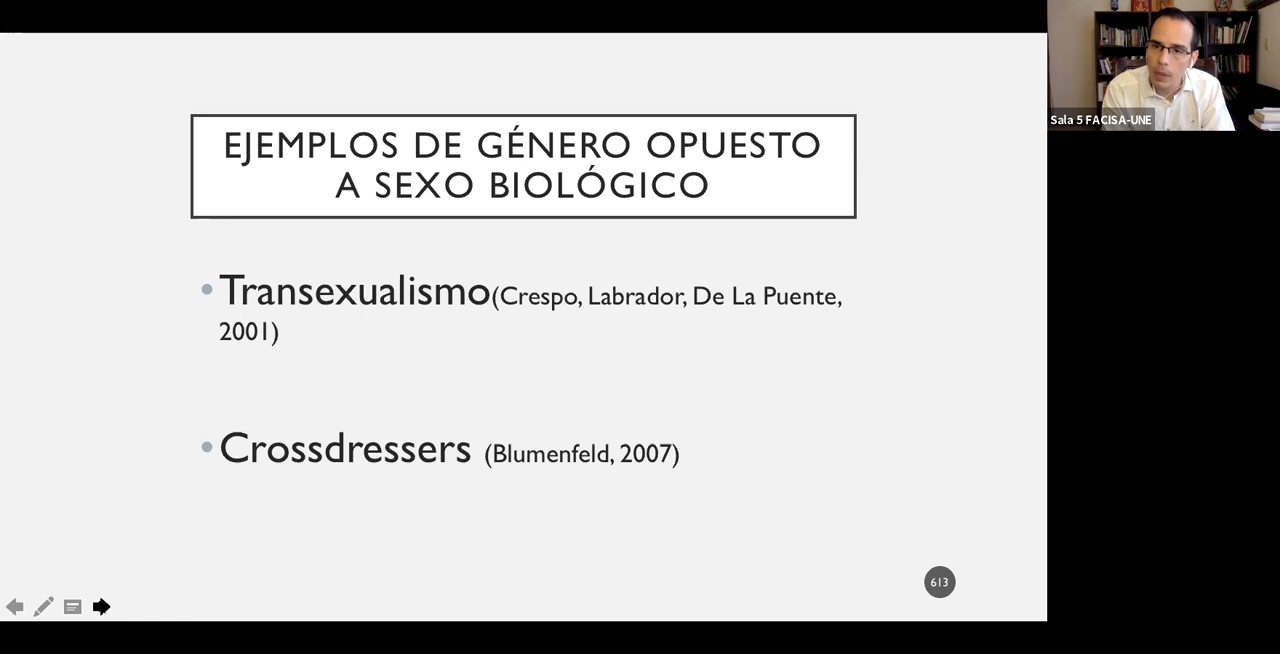 EJEMPLOS DE GÉNERO OPUESTO
A SEXO BIOLÓGICO
• Transexualismo(Crespo, Labrador, De La Puente,
2001)
• Crossdressers (Blumenfeld, 2007)
613
Sala 5 FACISA-UNE